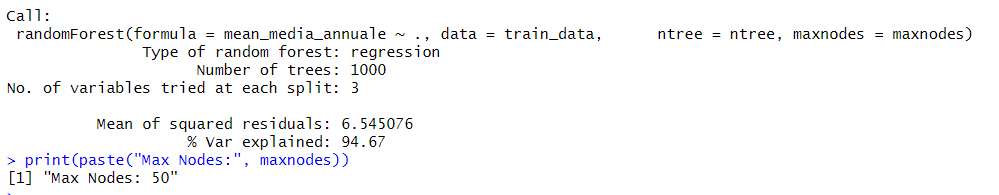 Call:
 randomForest(formula = mean_media_annuale ~ ., data = train_data,      ntree = ntree, maxnodes = maxnodes)
               Type of random forest: regression
                     Number of trees: 1000
No. of variables tried at each split: 3

          Mean of squared residuals: 6.545076
                    % Var explained: 94.67
> print(paste("Max Nodes:", maxnodes))
[1] "Max Nodes: 50"